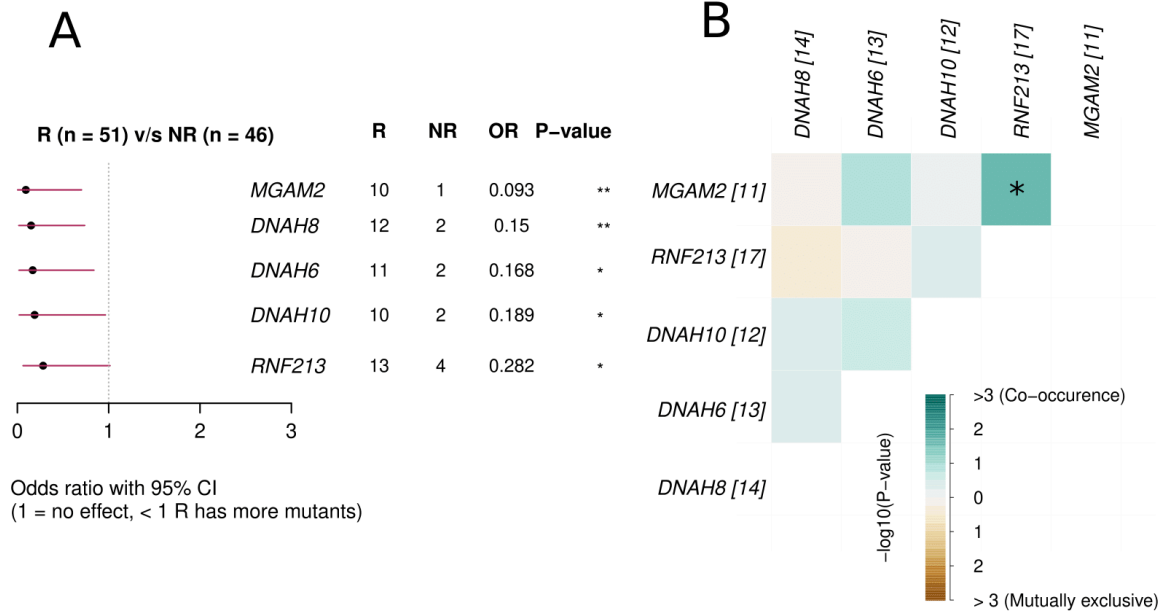 A
R (n = 51) v/s NR (n = 46) R NR OR P−value
MGAM2 10 1 0.093 **
DNAH8 12 2 0.15 **
DNAH6 11 2 0.168 *
DNAH10 10 2 0.189 *
RNF213 13 4 0.282 *
0 1 2 3
Odds ratio with 95% CI
(1 = no effect, < 1 R has more mutants)
B
DNAH8 [14]
DNAH6 [13]
DNAH10 [12]
RNF213 [17]
MGAM2 [11]
MGAM2 [11]
*
RNF213 [17]
DNAH10 [12]
DNAH6 [13]
DNAH8 [14]
−log10(P−value)
>3 (Co−occurence)
2
1
0
1
2
> 3 (Mutually exclusive)